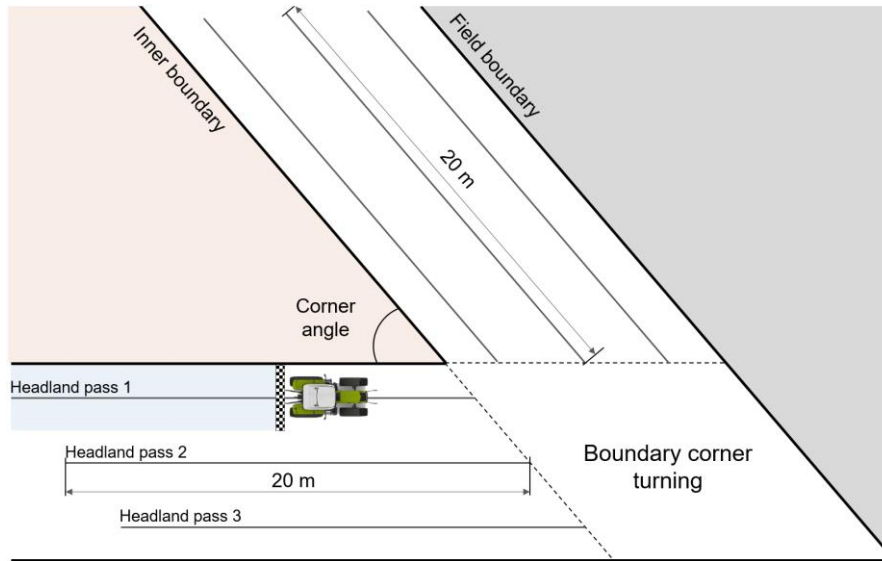 Inner boundary
Field boundary
20 m
Corner
angle
Headland pass 1
Headland pass 2
20 m
Headland pass 3
Boundary corner
turning